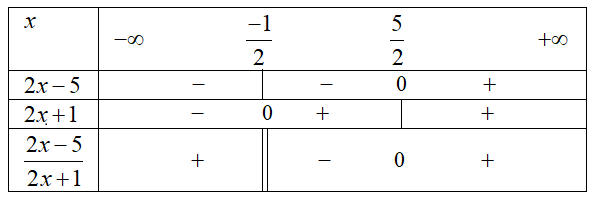 x −∞ −1/2 5/2 +∞
2x−5 − − 0 +
2x+1 − 0 + +
2x−5/2x+1 + − 0 +